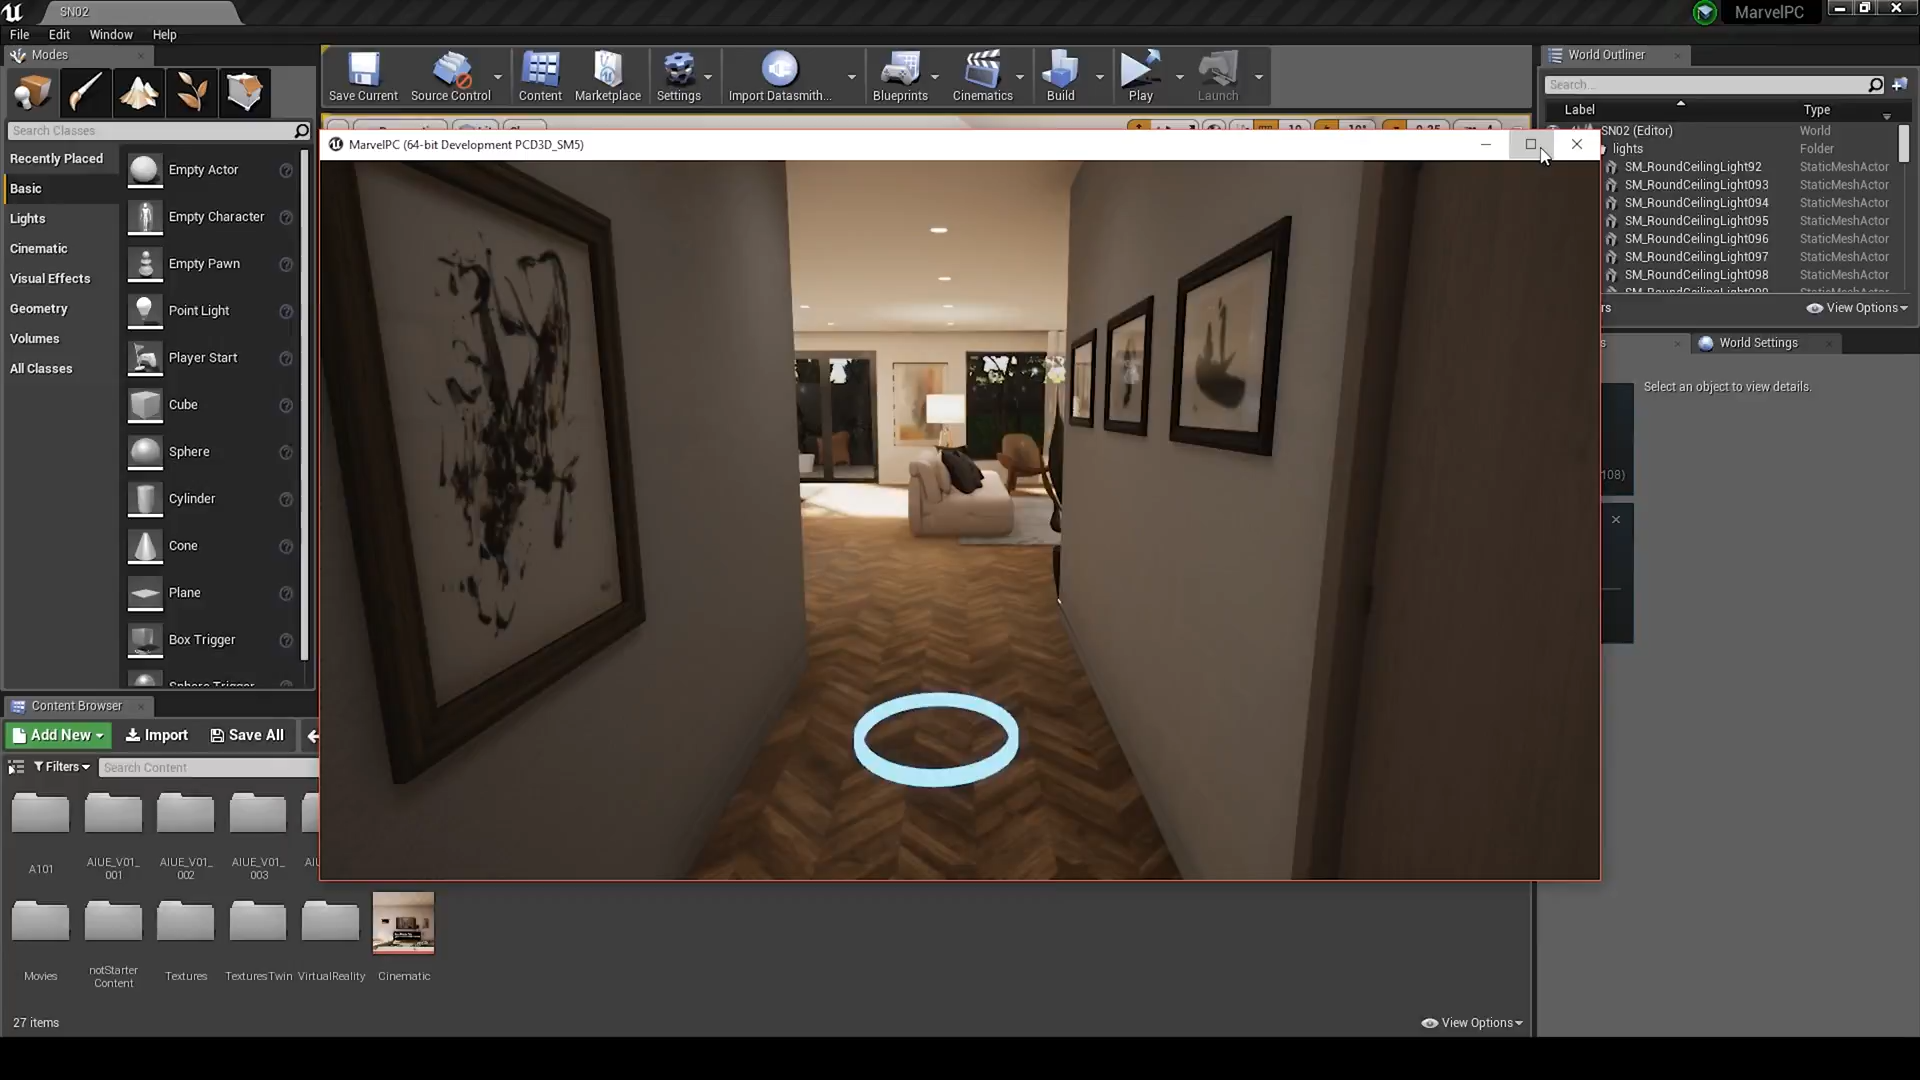 SN02
MarvelPC
File Edit Window Help
Modes
Search Classes
Recently Placed
Basic
Lights
Cinematic
Visual Effects
Geometry
Volumes
All Classes
Empty Actor
Empty Character
Empty Pawn
Point Light
Player Start
Cube
Sphere
Cylinder
Cone
Plane
Box Trigger
Sphere Trigger
Save Current
Source Control
Content
Marketplace
Settings
Import Datasmith...
Blueprints
Cinematics
Build
Play
Launch
MarvelPC (64-bit Development PCD3D_SM5)
World Outliner
Search...
Label Type
SN02 (Editor) World
lights Folder
SM_RoundCeilingLight92 StaticMeshActor
SM_RoundCeilingLight093 StaticMeshActor
SM_RoundCeilingLight094 StaticMeshActor
SM_RoundCeilingLight095 StaticMeshActor
SM_RoundCeilingLight096 StaticMeshActor
SM_RoundCeilingLight097 StaticMeshActor
SM_RoundCeilingLight098 StaticMeshActor
rs View Options
s World Settings
Select an object to view details.
108)
Content Browser
Add New Import Save All
Filters Search Content
A101
AIUE_V01_
001
AIUE_V01_
002
AIUE_V01_
003
Movies
notStarter
Content
Textures
TexturesTwin
VirtualReality
Cinematic
27 items
View Options